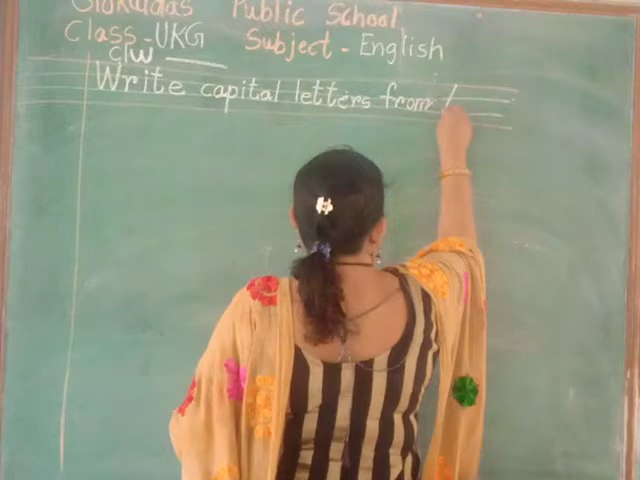 Public School
Class - UKG Subject - English
c/w
Write capital letters from